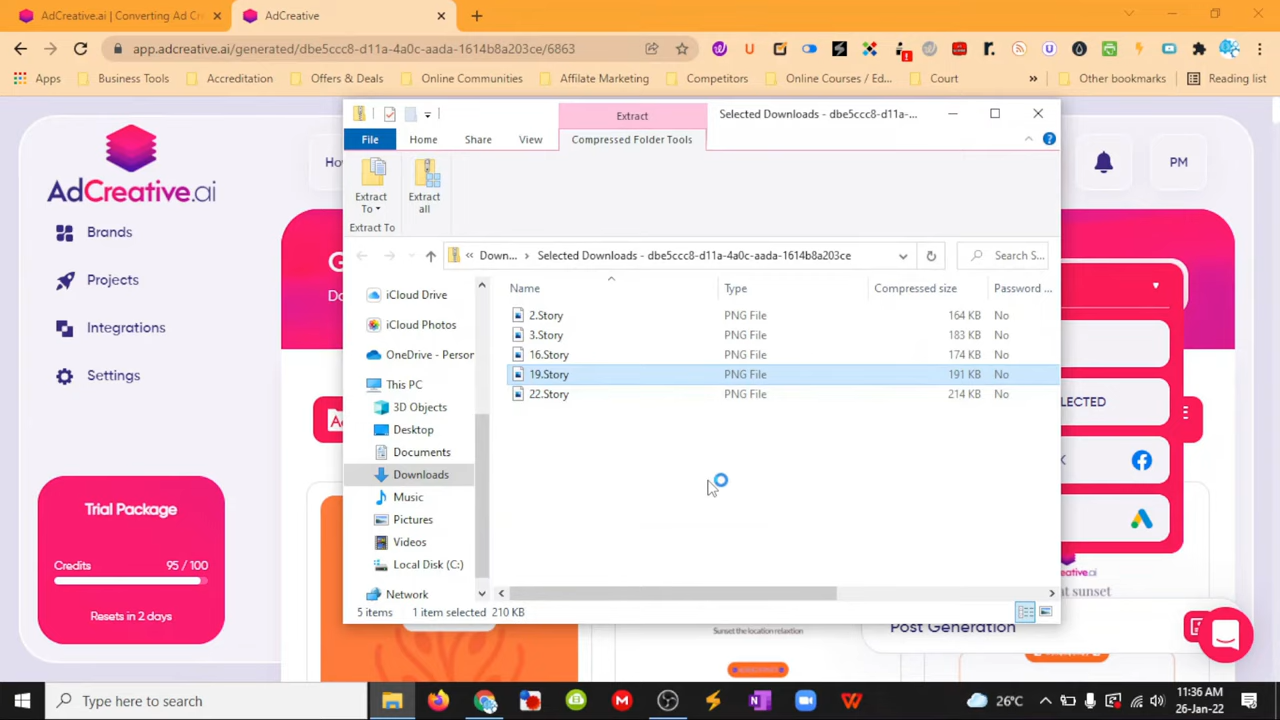 AdCreative.ai | Converting Ad Cr
AdCreative
app.adcreative.ai/generated/dbe5ccc8-d11a-4a0c-aada-1614b8a203ce/6863
Apps
Business Tools
Accreditation
Offers & Deals
Online Communities
Affilate Marketing
Competitors
Online Courses / Ed...
Court
Other bookmarks
Reading list
Extract
Selected Downloads - dbe5ccc8-d11a-...
File
Home
Share
View
Compressed Folder Tools
Extract To
Extract all
Extract To
Down...
Selected Downloads - dbe5ccc8-d11a-4a0c-aada-1614b8a203ce
Search S...
Name
Type
Compressed size
Password ...
2.Story PNG File 164 KB No
3.Story PNG File 183 KB No
16.Story PNG File 174 KB No
19.Story PNG File 191 KB No
22.Story PNG File 214 KB No
iCloud Drive
iCloud Photos
OneDrive - Person
This PC
3D Objects
Desktop
Documents
Downloads
Music
Pictures
Videos
Local Disk (C:)
Network
5 items
1 item selected 210 KB
AdCreative.ai
Brands
Projects
Integrations
Settings
Trial Package
Credits
95 / 100
Resets in 2 days
PM
LECTED
at sunset
Sunset the location relaxtion
Post Generation
Type here to search
26°C
11:36 AM
26-Jan-22